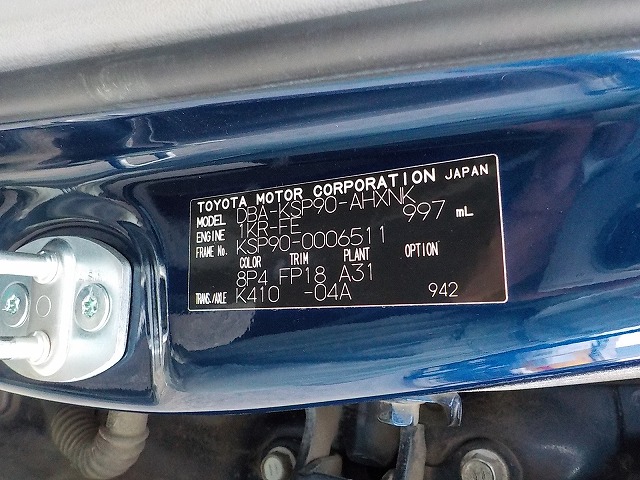 TOYOTA MOTOR CORPORATION JAPAN
MODEL DBA-KSP90-AHXNK
ENGINE 1KR-FE 997 mL
FRAME No. KSP90-0006511
COLOR TRIM PLANT OPTION
8P4 FP18 A31
TRANS./AXLE K410 -04A 942